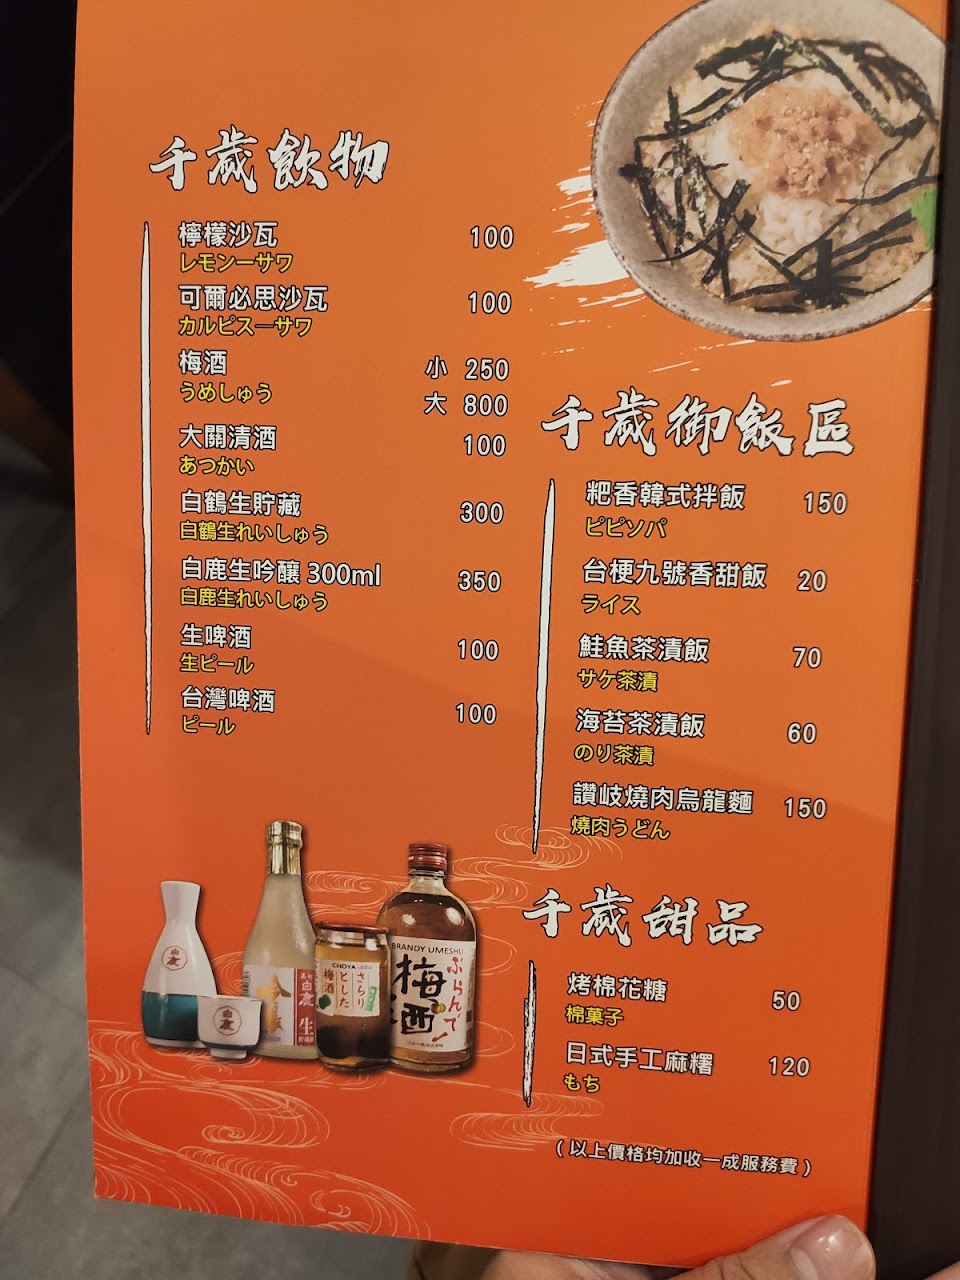 千歲飲物
檸檬沙瓦 100
レモンーサワ
可爾必思沙瓦 100
カルピスーサワ
梅酒 小 250
うめしゅう 大 800
大關清酒 100
あつかい
白鶴生貯藏 300
白鶴生れいしゅう
白鹿生吟釀 300ml 350
白鹿生れいしゅう
生啤酒 100
生ピール
台灣啤酒 100
ピール
千歲御飯區
粑香韓式拌飯 150
ピピソパ
台梗九號香甜飯 20
ライス
鮭魚茶漬飯 70
サケ茶漬
海苔茶漬飯 60
のり茶漬
讚岐燒肉烏龍麵 150
燒肉うどん
千歲甜品
烤棉花糖 50
棉菓子
日式手工麻糬 120
もち
(以上價格均加收一成服務費)
白鹿
白鹿
白鹿
生
CHOYA
さらり
とした
梅酒
BRANDY UMESHU
ぶらんで
梅酒